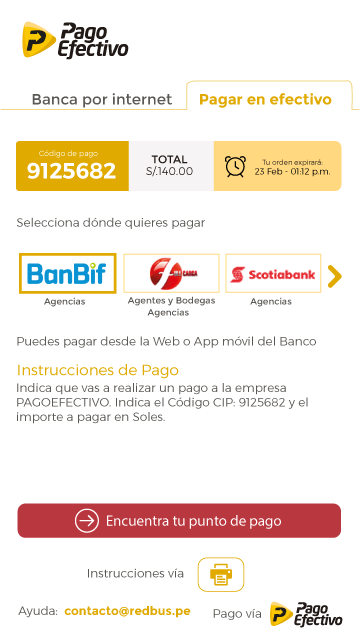 Pago
Efectivo
Banca por internet
Pagar en efectivo
Código de pago
9125682
TOTAL
S/.140.00
Tu orden expirará:
23 Feb - 01:12 p.m.
Selecciona dónde quieres pagar
BanBif
CARGA
Scotiabank
Agencias
Agentes y Bodegas
Agencias
Agencias
Puedes pagar desde la Web o App móvil del Banco
Instrucciones de Pago
Indica que vas a realizar un pago a la empresa
PAGOEFECTIVO. Indica el Código CIP: 9125682 y el
importe a pagar en Soles.
Encuentra tu punto de pago
Instrucciones vía
Ayuda: contacto@redbus.pe
Pago vía
Pago
Efectivo